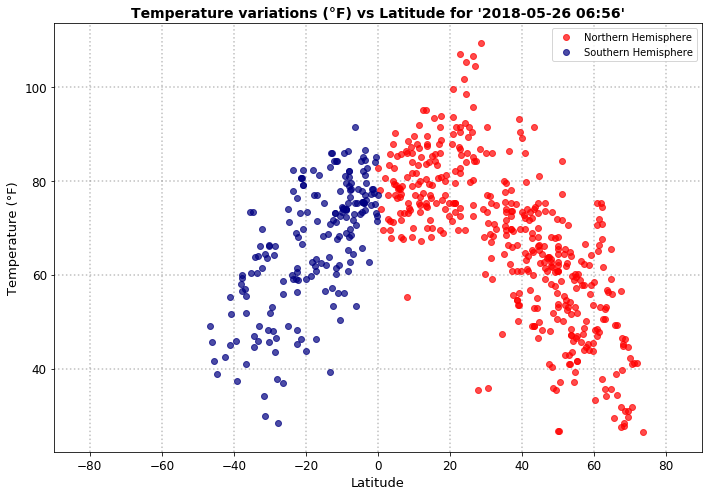 Temperature variations (°F) vs Latitude for '2018-05-26 06:56'
Northern Hemisphere
Southern Hemisphere
Temperature (°F)
100
80
60
40
−80 −60 −40 −20 0 20 40 60 80
Latitude